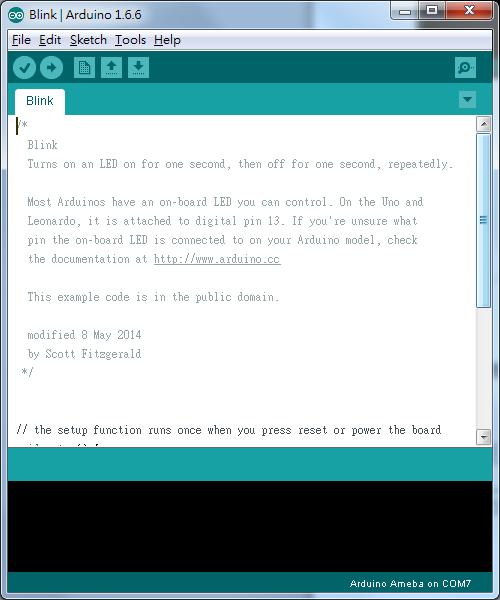 Blink | Arduino 1.6.6
File Edit Sketch Tools Help
Blink
/*
Blink
Turns on an LED on for one second, then off for one second, repeatedly.
Most Arduinos have an on-board LED you can control. On the Uno and
Leonardo, it is attached to digital pin 13. If you're unsure what
pin the on-board LED is connected to on your Arduino model, check
the documentation at http://www.arduino.cc
This example code is in the public domain.
modified 8 May 2014
by Scott Fitzgerald
*/
// the setup function runs once when you press reset or power the board
Arduino Ameba on COM7